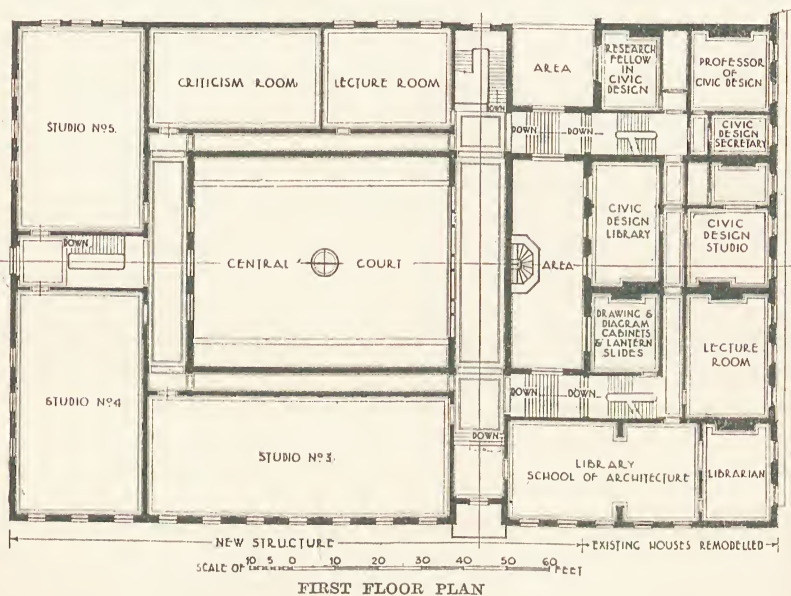 STUDIO Nº5.
CRITICISM ROOM.
LECTURE ROOM
DOWN
AREA
RESEARCH
FELLOW
IN
CIVIC
DESIGN
PROFESSOR
OF
CIVIC DESIGN
DOWN
DOWN
CIVIC
DESIGN
SECRETARY
DOWN
CENTRAL COURT
AREA
CIVIC
DESIGN
LIBRARY
CIVIC
DESIGN
STUDIO
DRAWING &
DIAGRAM
CABINETS
& LANTERN
SLIDES
LECTURE
ROOM
STUDIO Nº4
STUDIO Nº3.
DOWN
DOWN
DOWN
LIBRARY
SCHOOL OF ARCHITECTURE
LIBRARIAN
NEW STRUCTURE
EXISTING HOUSES REMODELLED
SCALE OF 10 5 0 10 20 30 40 50 60 FEET
FIRST FLOOR PLAN